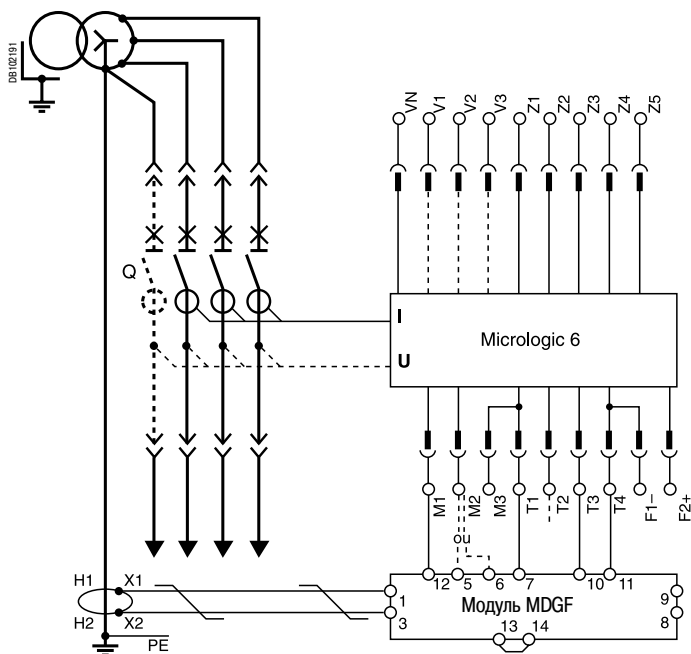 DB102191
VN V1 V2 V3 Z1 Z2 Z3 Z4 Z5
Q
I
Micrologic 6
U
M1 M2 M3 T1 T2 T3 T4 F1– F2+
ou
12 5 6 7 10 11
H1 X1
1 Модуль MDGF 9
H2 X2
3 8
13 14
PE